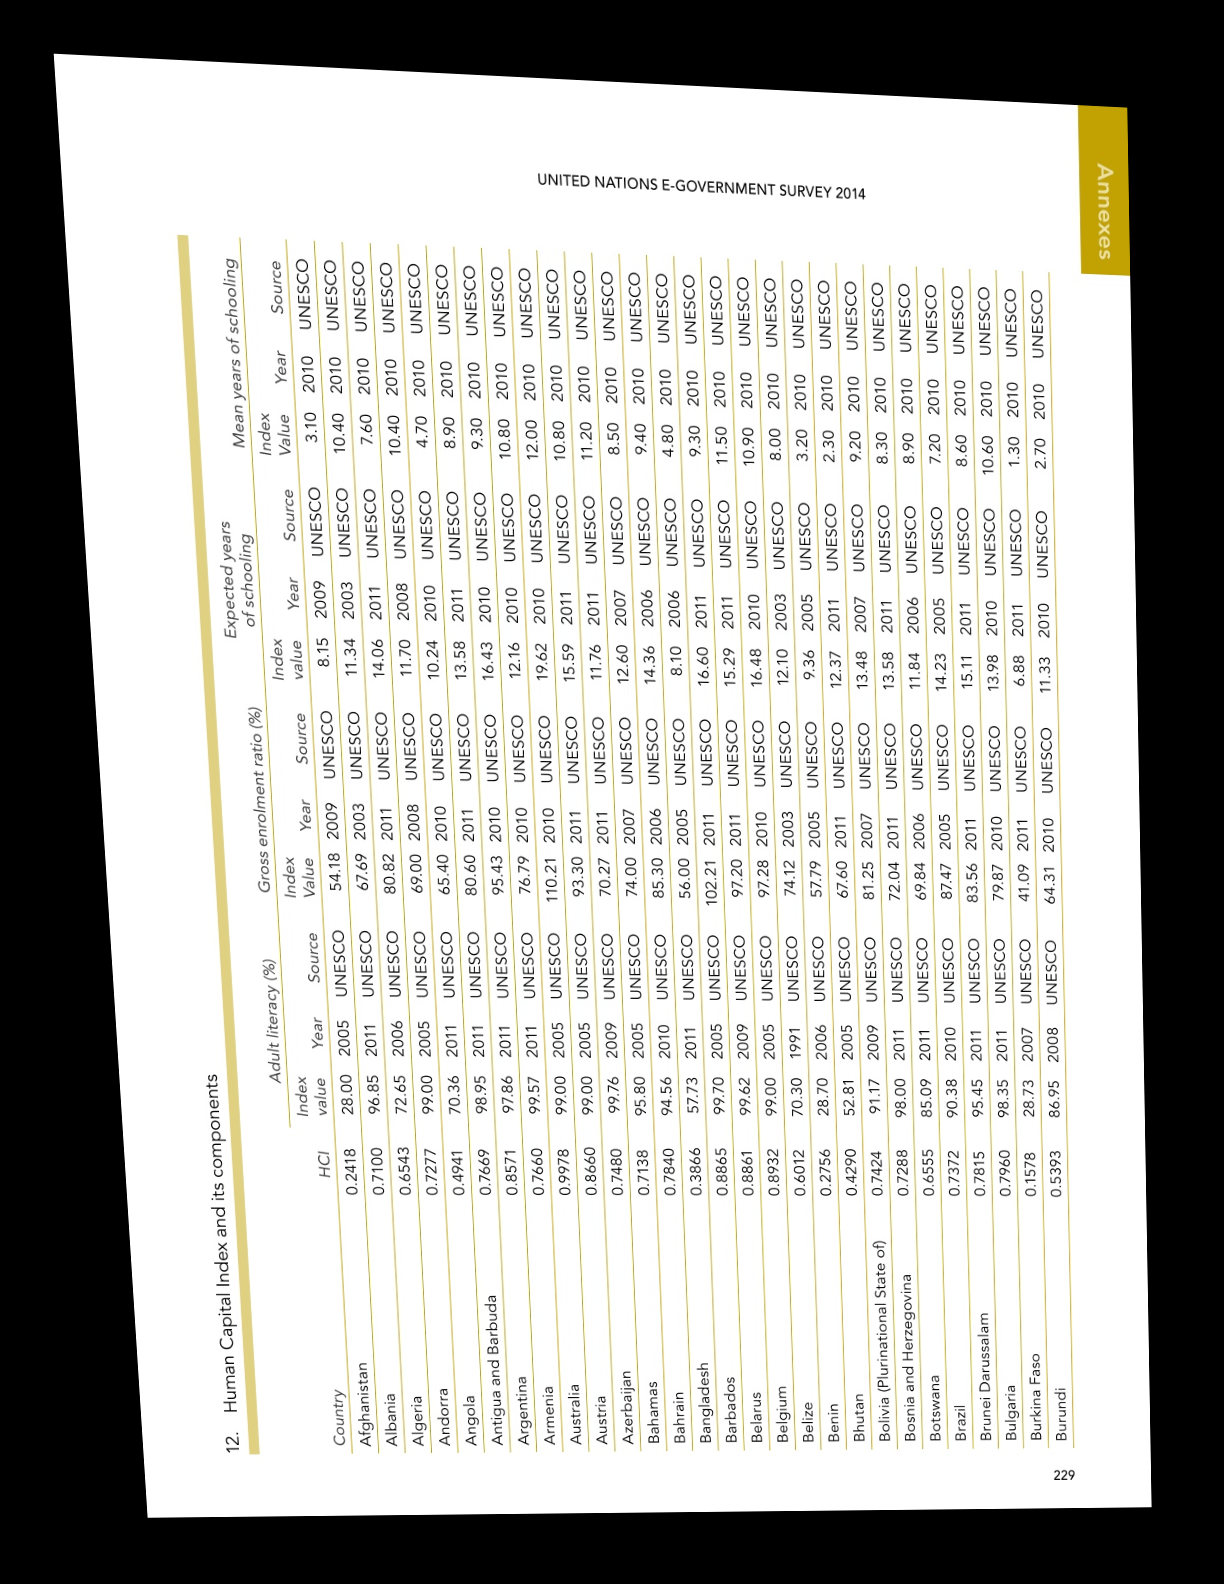 UNITED NATIONS E-GOVERNMENT SURVEY 2014
Annexes
12. Human Capital Index and its components
Adult literacy (%) Gross enrolment ratio (%) Expected years of schooling Mean years of schooling
Country HCI Index value Year Source Index Value Year Source Index value Year Source Index Value Year Source
Afghanistan 0.2418 28.00 2005 UNESCO 54.18 2009 UNESCO 8.15 2009 UNESCO 3.10 2010 UNESCO
Albania 0.7100 96.85 2011 UNESCO 67.69 2003 UNESCO 11.34 2003 UNESCO 10.40 2010 UNESCO
Algeria 0.6543 72.65 2006 UNESCO 80.82 2011 UNESCO 14.06 2011 UNESCO 7.60 2010 UNESCO
Andorra 0.7277 99.00 2005 UNESCO 69.00 2008 UNESCO 11.70 2008 UNESCO 10.40 2010 UNESCO
Angola 0.4941 70.36 2011 UNESCO 65.40 2010 UNESCO 10.24 2010 UNESCO 4.70 2010 UNESCO
Antigua and Barbuda 0.7669 98.95 2011 UNESCO 80.60 2011 UNESCO 13.58 2011 UNESCO 8.90 2010 UNESCO
Argentina 0.8571 97.86 2011 UNESCO 95.43 2010 UNESCO 16.43 2010 UNESCO 9.30 2010 UNESCO
Armenia 0.7660 99.57 2011 UNESCO 76.79 2010 UNESCO 12.16 2010 UNESCO 10.80 2010 UNESCO
Australia 0.9978 99.00 2005 UNESCO 110.21 2010 UNESCO 19.62 2010 UNESCO 12.00 2010 UNESCO
Austria 0.8660 99.00 2005 UNESCO 93.30 2011 UNESCO 15.59 2011 UNESCO 10.80 2010 UNESCO
Azerbaijan 0.7480 99.76 2009 UNESCO 70.27 2011 UNESCO 11.76 2011 UNESCO 11.20 2010 UNESCO
Bahamas 0.7138 95.80 2005 UNESCO 74.00 2007 UNESCO 12.60 2007 UNESCO 8.50 2010 UNESCO
Bahrain 0.7840 94.56 2010 UNESCO 85.30 2006 UNESCO 14.36 2006 UNESCO 9.40 2010 UNESCO
Bangladesh 0.3866 57.73 2011 UNESCO 56.00 2005 UNESCO 8.10 2006 UNESCO 4.80 2010 UNESCO
Barbados 0.8865 99.70 2005 UNESCO 102.21 2011 UNESCO 16.60 2011 UNESCO 9.30 2010 UNESCO
Belarus 0.8861 99.62 2009 UNESCO 97.20 2011 UNESCO 15.29 2011 UNESCO 11.50 2010 UNESCO
Belgium 0.8932 99.00 2005 UNESCO 97.28 2010 UNESCO 16.48 2010 UNESCO 10.90 2010 UNESCO
Belize 0.6012 70.30 1991 UNESCO 74.12 2003 UNESCO 12.10 2003 UNESCO 8.00 2010 UNESCO
Benin 0.2756 28.70 2006 UNESCO 57.79 2005 UNESCO 9.36 2005 UNESCO 3.20 2010 UNESCO
Bhutan 0.4290 52.81 2005 UNESCO 67.60 2011 UNESCO 12.37 2011 UNESCO 2.30 2010 UNESCO
Bolivia (Plurinational State of) 0.7424 91.17 2009 UNESCO 81.25 2007 UNESCO 13.48 2007 UNESCO 9.20 2010 UNESCO
Bosnia and Herzegovina 0.7288 98.00 2011 UNESCO 72.04 2011 UNESCO 13.58 2011 UNESCO 8.30 2010 UNESCO
Botswana 0.6555 85.09 2011 UNESCO 69.84 2006 UNESCO 11.84 2006 UNESCO 8.90 2010 UNESCO
Brazil 0.7372 90.38 2010 UNESCO 87.47 2005 UNESCO 14.23 2005 UNESCO 7.20 2010 UNESCO
Brunei Darussalam 0.7815 95.45 2011 UNESCO 83.56 2011 UNESCO 15.11 2011 UNESCO 8.60 2010 UNESCO
Bulgaria 0.7960 98.35 2011 UNESCO 79.87 2010 UNESCO 13.98 2010 UNESCO 10.60 2010 UNESCO
Burkina Faso 0.1578 28.73 2007 UNESCO 41.09 2011 UNESCO 6.88 2011 UNESCO 1.30 2010 UNESCO
Burundi 0.5393 86.95 2008 UNESCO 64.31 2010 UNESCO 11.33 2010 UNESCO 2.70 2010 UNESCO
229